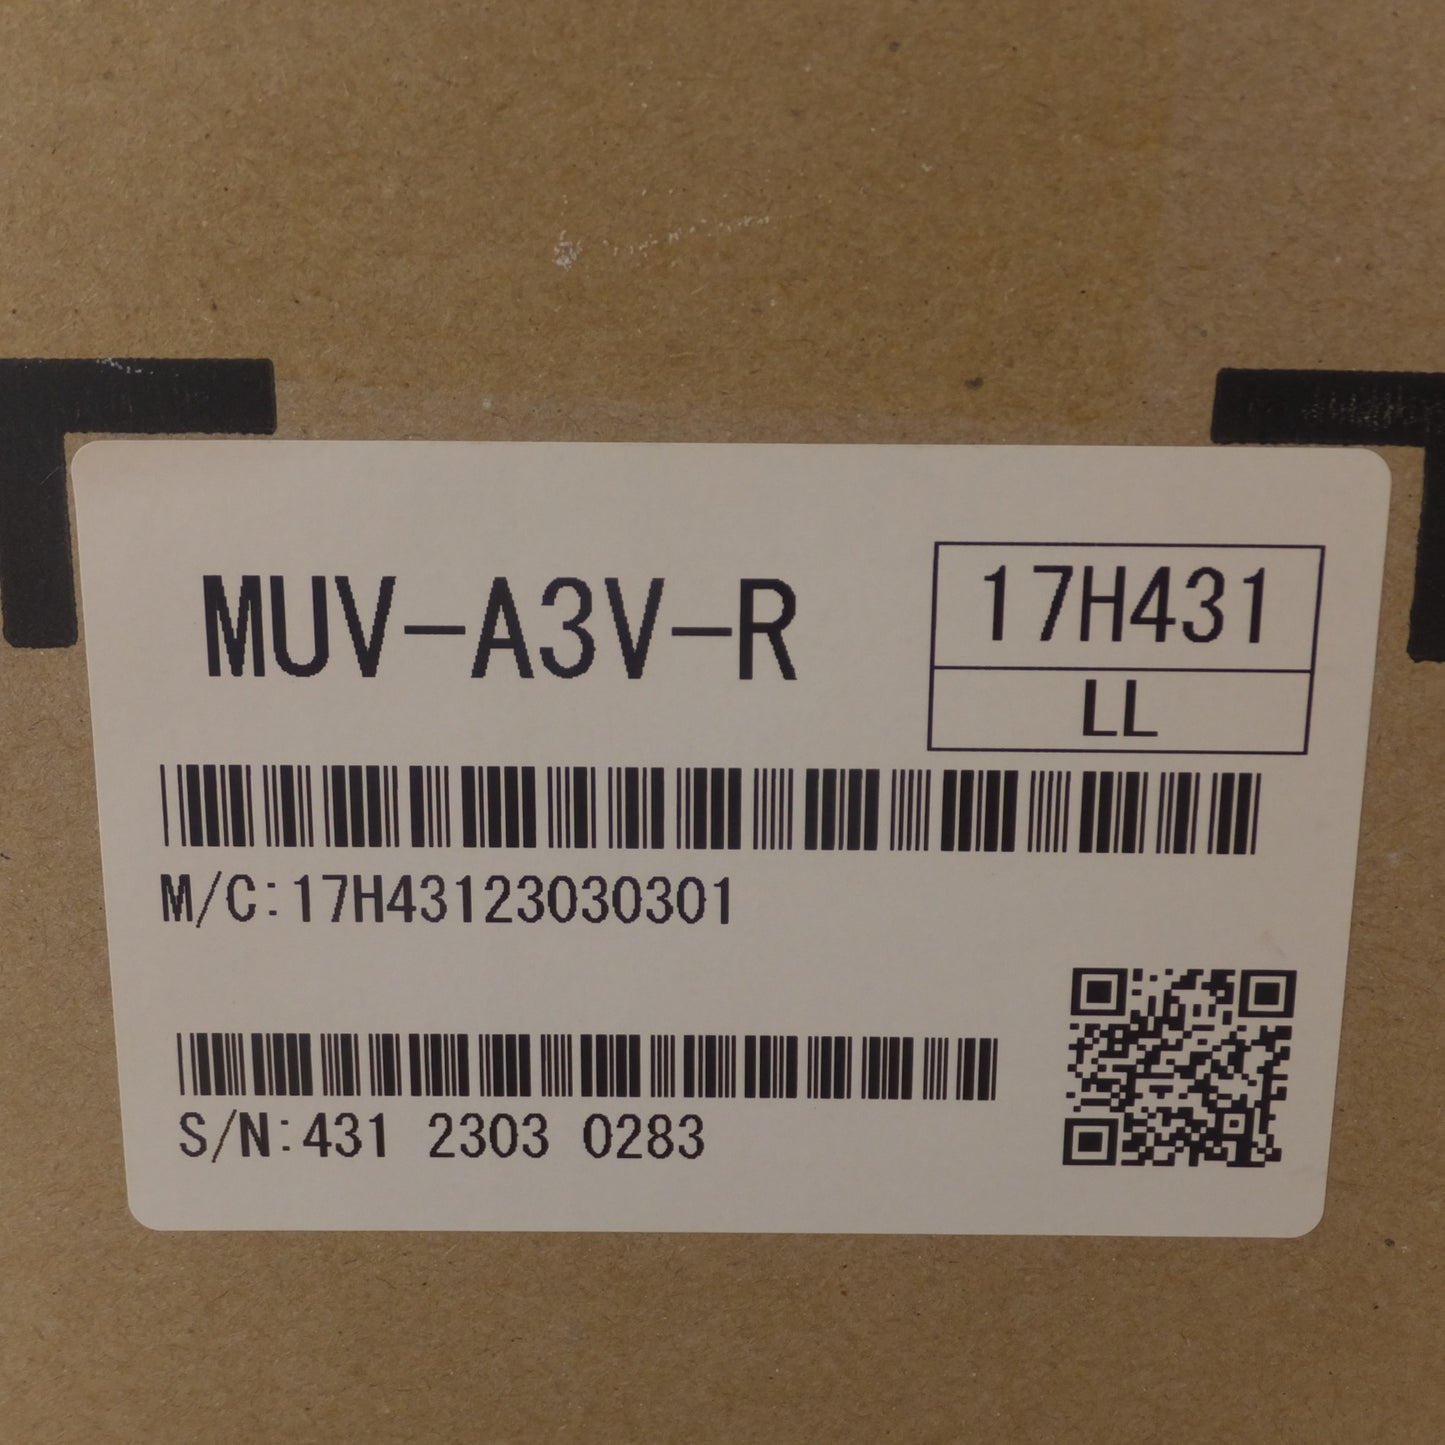 MUV-A3V-R
17H431
LL
M/C:17H43123030301
S/N:431 2303 0283